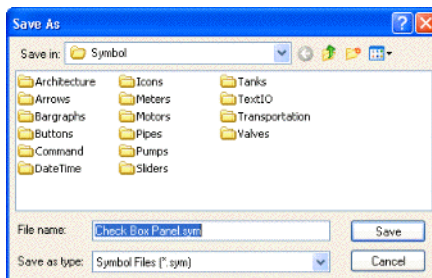 Save As
Save in: Symbol
Architecture Icons Tanks
Arrows Meters TextIO
Bargraphs Motors Transportation
Buttons Pipes Valves
Command Pumps
DateTime Sliders
File name: Check Box Panel.sym Save
Save as type: Symbol Files (*.sym) Cancel